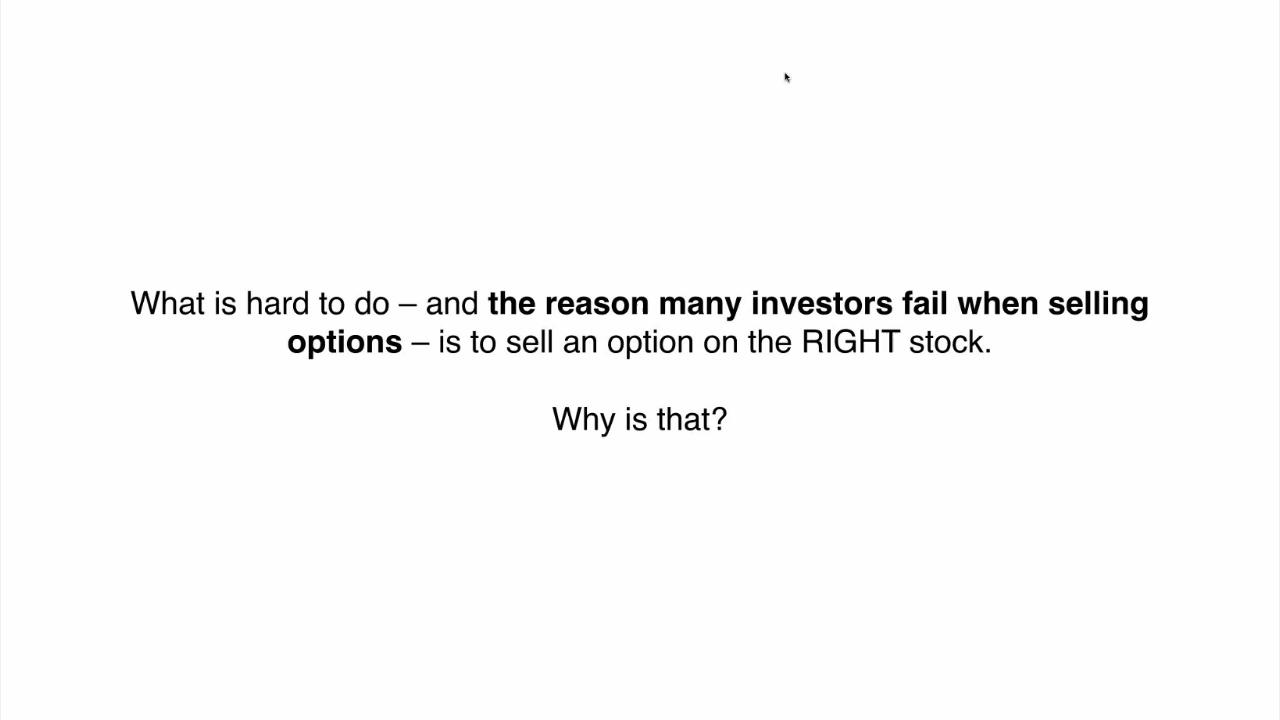 What is hard to do – and the reason many investors fail when selling
options – is to sell an option on the RIGHT stock.
Why is that?